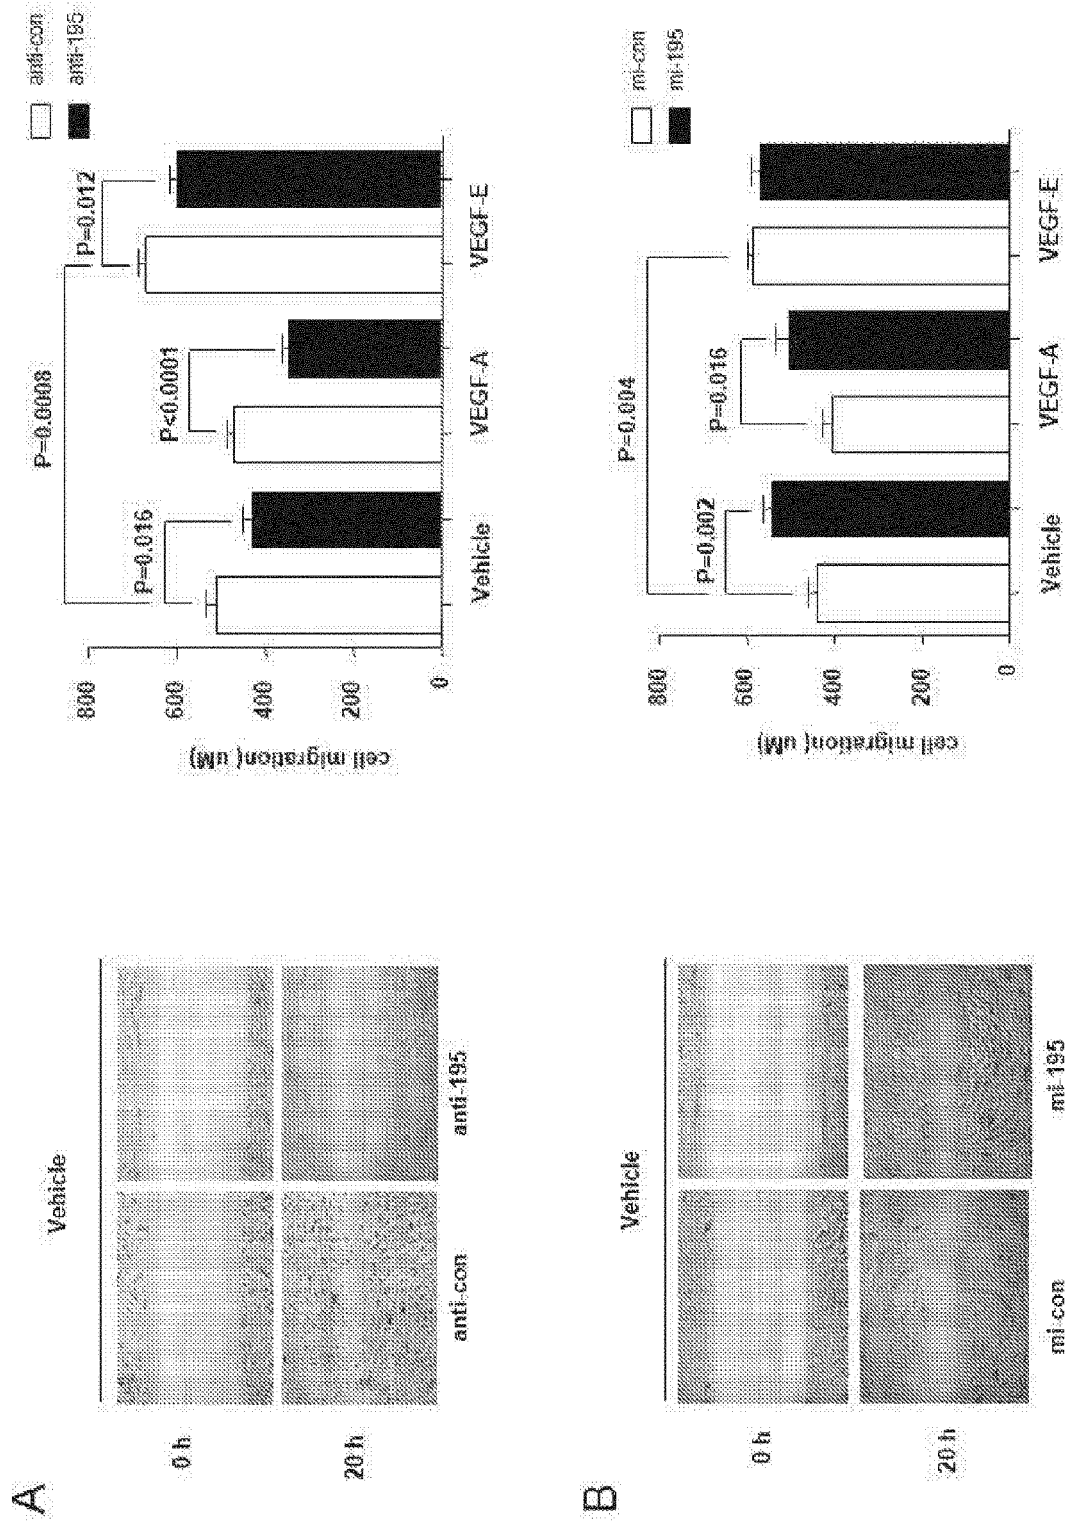 A
Vehicle
0 h
20 h
anti-con
anti-195
cell migration( uM)
800
600
400
200
0
P=0.0008
P=0.016
P<0.0001
P=0.012
anti-con
anti-195
Vehicle
VEGF-A
VEGF-E
B
Vehicle
0 h
20 h
mi-con
mi-195
cell migration( uM)
800
600
400
200
0
P=0.004
P=0.002
P=0.016
mi-con
mi-195
Vehicle
VEGF-A
VEGF-E